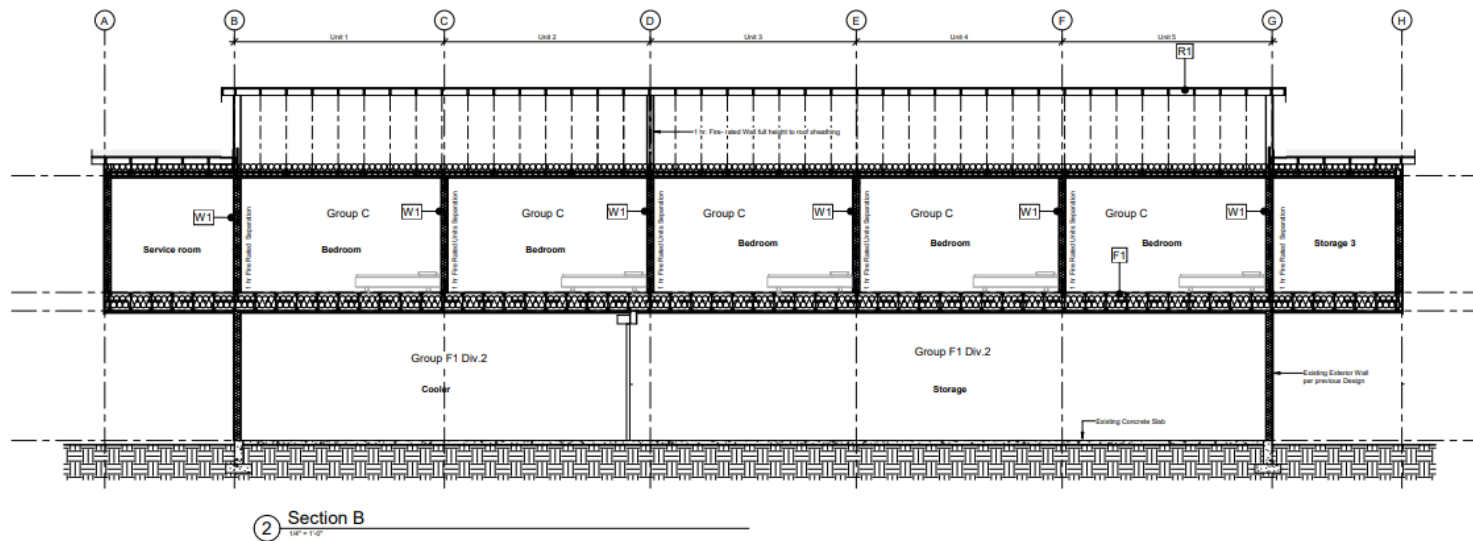 A B C D E F G H
Unit 1 Unit 2 Unit 3 Unit 4 Unit 5
R1
1 hr. Fire- rated Wall full height to roof sheathing
W1 1 hr Fire Rated Separation Group C W1 1 hr Fire Rated Units Separation Group C W1 1 hr Fire Rated Units Separation Group C W1 1 hr Fire Rated Units Separation Group C W1 1 hr Fire Rated Units Separation Group C W1 1 hr Fire Rated Separation
Service room Bedroom Bedroom Bedroom Bedroom Bedroom Storage 3
F1
Group F1 Div.2 Group F1 Div.2
Cooler Storage
Existing Exterior Wall
per previous Design
Existing Concrete Slab
2 Section B
1/4" = 1'-0"